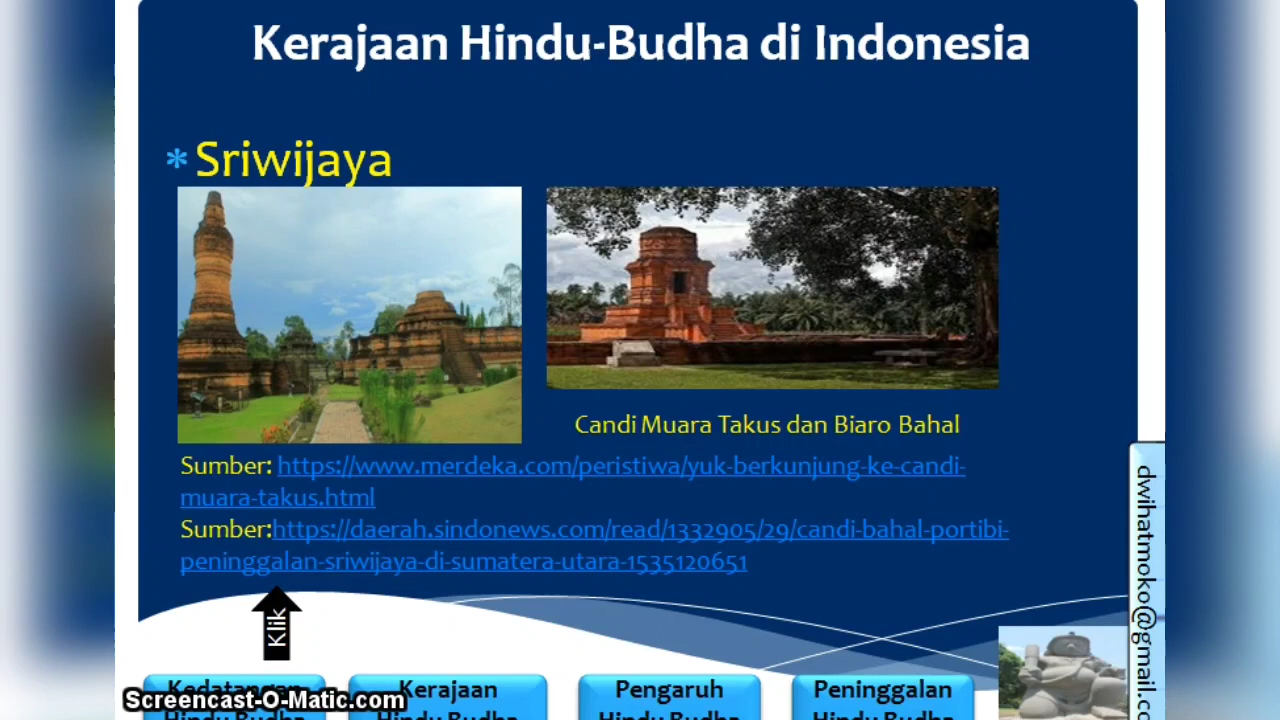 Kerajaan Hindu-Budha di Indonesia
* Sriwijaya
Candi Muara Takus dan Biaro Bahal
Sumber: https://www.merdeka.com/peristiwa/yuk-berkunjung-ke-candi-
muara-takus.html
Sumber:https://daerah.sindonews.com/read/1332905/29/candi-bahal-portibi-
peninggalan-sriwijaya-di-sumatera-utara-1535120651
dwihatmoko@gmail.co
Klik
Kedatangan
Hindu Budha
Kerajaan
Hindu Budha
Pengaruh
Hindu Budha
Peninggalan
Hindu Budha
Screencast-O-Matic.com